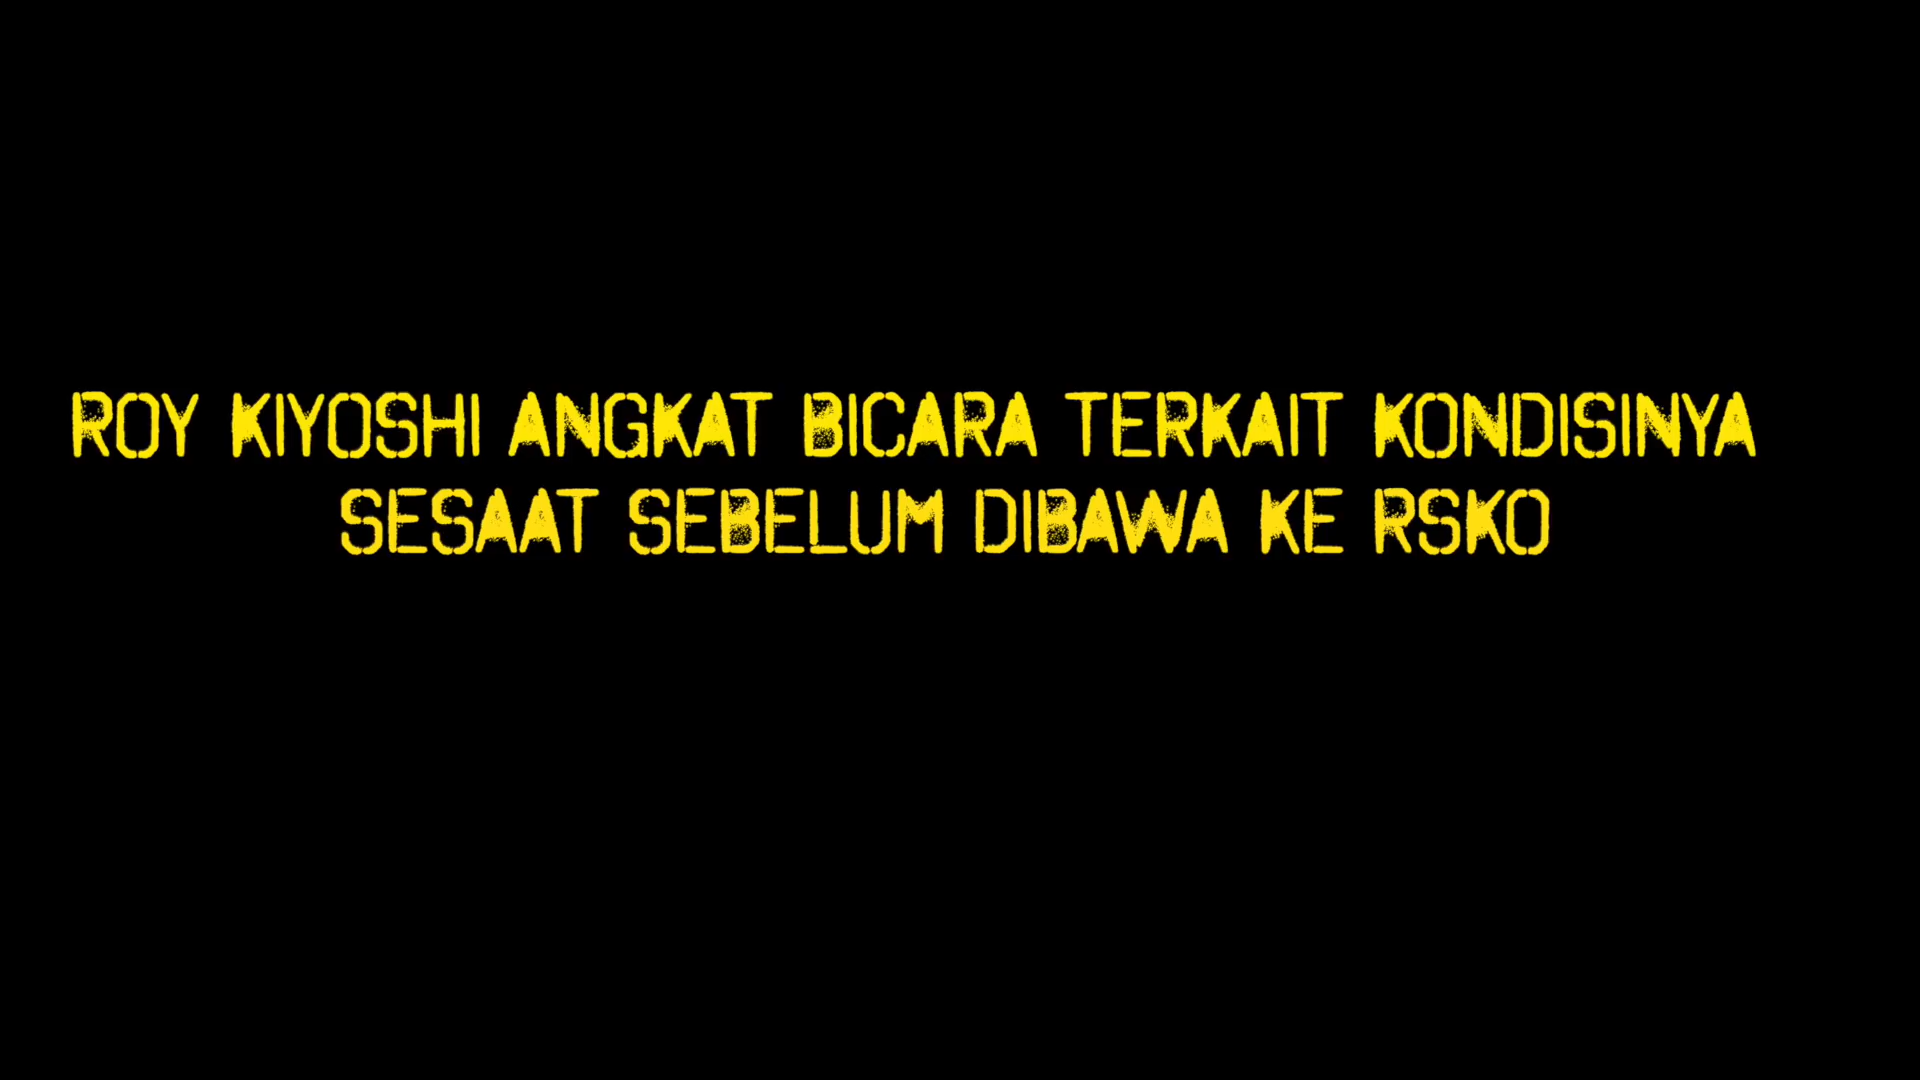 ROY KIYOSHI ANGKAT BICARA TERKAIT KONDISINYA
SESAAT SEBELUM DIBAWA KE RSKO